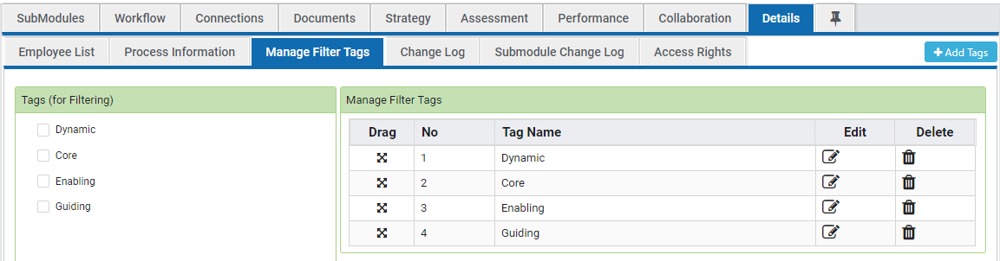 SubModules Workflow Connections Documents Strategy Assessment Performance Collaboration Details
Employee List Process Information Manage Filter Tags Change Log Submodule Change Log Access Rights Add Tags
Tags (for Filtering)
Dynamic
Core
Enabling
Guiding
Manage Filter Tags
Drag No Tag Name Edit Delete
1 Dynamic
2 Core
3 Enabling
4 Guiding